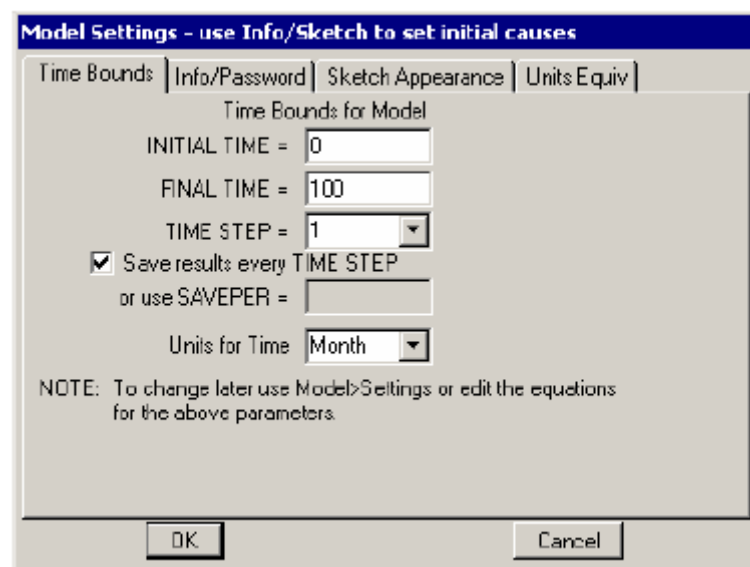 Model Settings - use Info/Sketch to set initial causes
Time Bounds Info/Password Sketch Appearance Units Equiv
Time Bounds for Model
INITIAL TIME = 0
FINAL TIME = 100
TIME STEP = 1
Save results every TIME STEP
or use SAVEPER =
Units for Time Month
NOTE: To change later use Model>Settings or edit the equations
for the above parameters.
OK Cancel